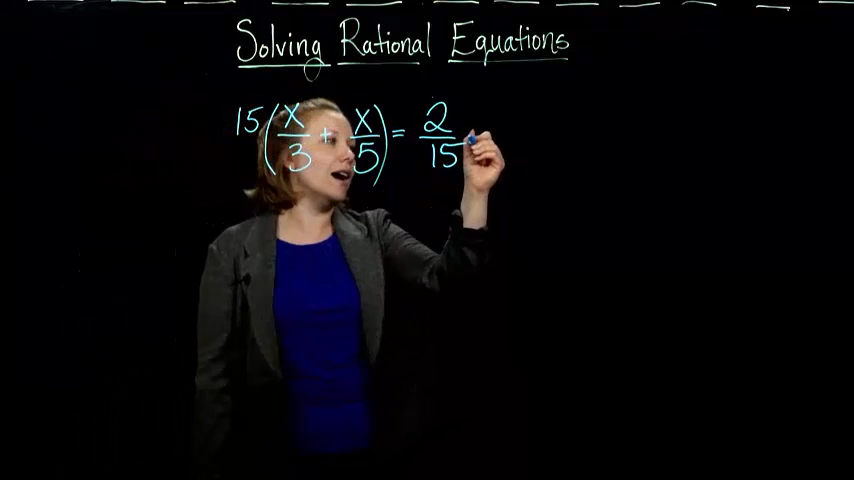 Solving Rational Equations
15(x/3 + x/5) = 2/15